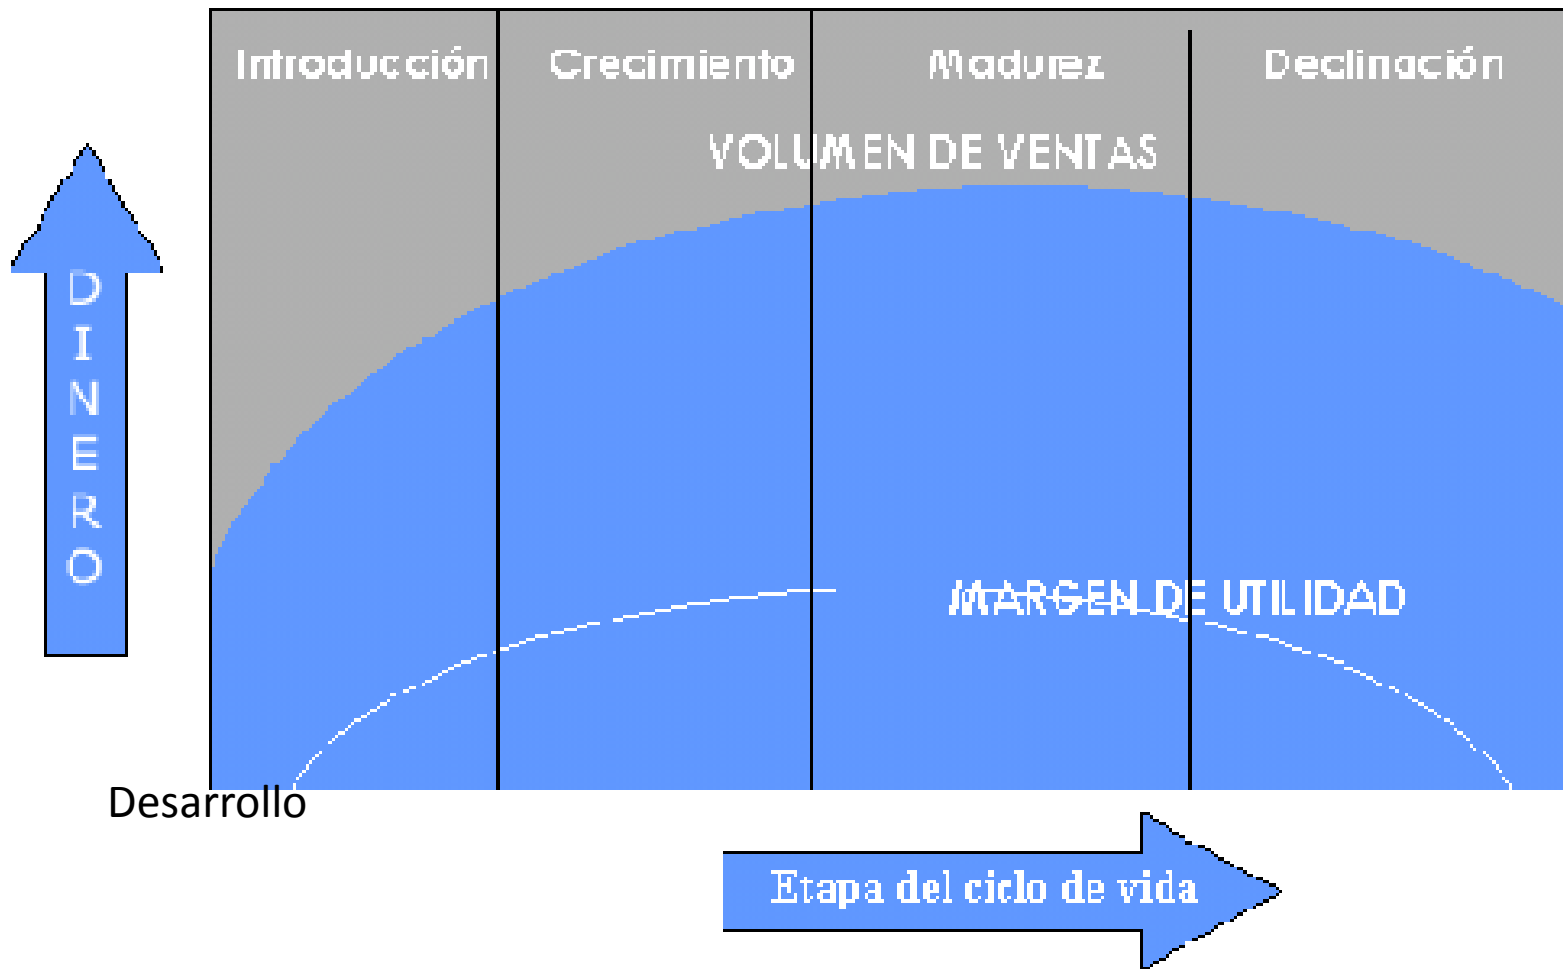 Introducción
Crecimiento
Madurez
Declinación
VOLUMEN DE VENTAS
DINERO
MARGEN DE UTILIDAD
Desarrollo
Etapa del ciclo de vida